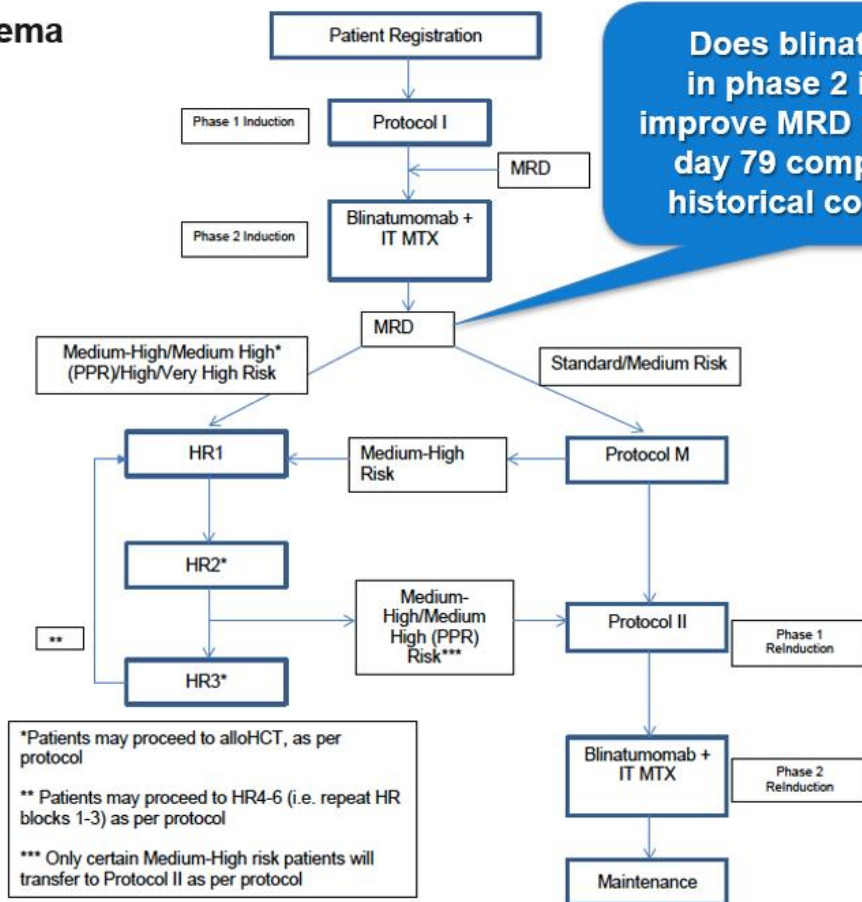 ema
Patient Registration
Does blinat
in phase 2 i
improve MRD
day 79 comp
historical co
Phase 1 Induction
Protocol I
MRD
Phase 2 Induction
Blinatumomab +
IT MTX
MRD
Medium-High/Medium High*
(PPR)/High/Very High Risk
Standard/Medium Risk
HR1
Medium-High
Risk
Protocol M
HR2*
**
Medium-
High/Medium
High (PPR)
Risk***
Protocol II
Phase 1
ReInduction
HR3*
*Patients may proceed to alloHCT, as per
protocol
** Patients may proceed to HR4-6 (i.e. repeat HR
blocks 1-3) as per protocol
*** Only certain Medium-High risk patients will
transfer to Protocol II as per protocol
Blinatumomab +
IT MTX
Phase 2
ReInduction
Maintenance